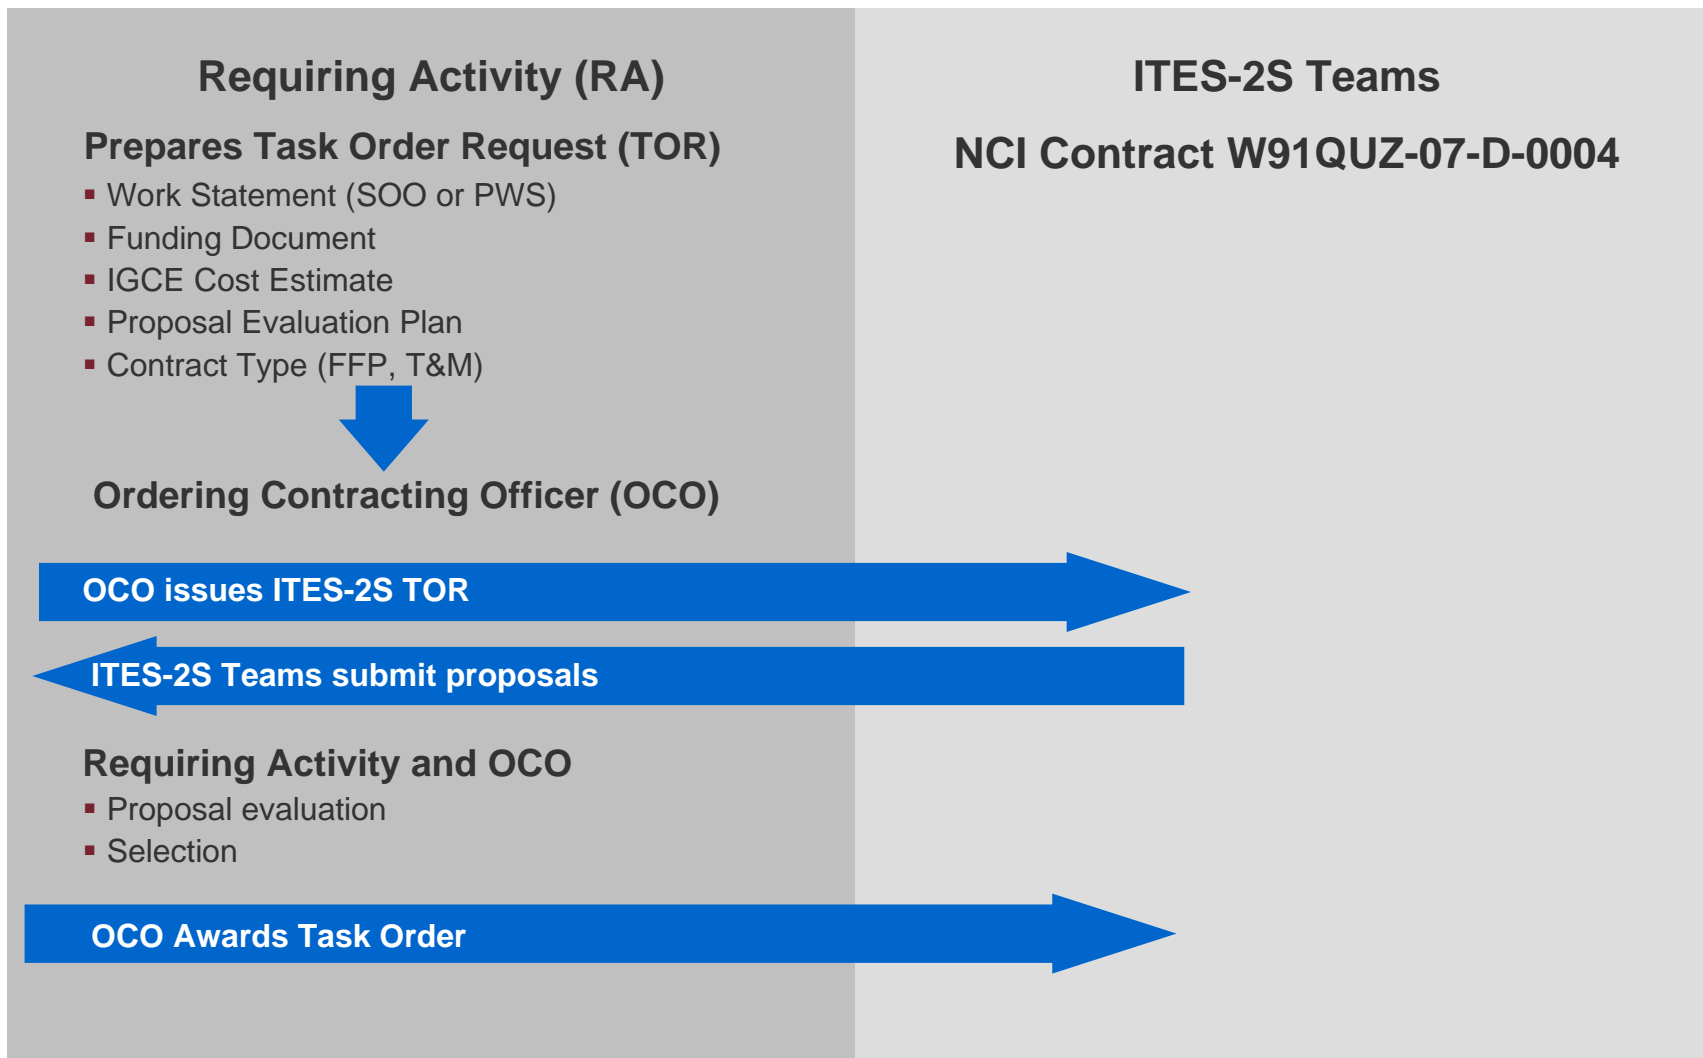 Requiring Activity (RA)
Prepares Task Order Request (TOR)
▪ Work Statement (SOO or PWS)
▪ Funding Document
▪ IGCE Cost Estimate
▪ Proposal Evaluation Plan
▪ Contract Type (FFP, T&M)
Ordering Contracting Officer (OCO)
ITES-2S Teams
NCI Contract W91QUZ-07-D-0004
OCO issues ITES-2S TOR
ITES-2S Teams submit proposals
Requiring Activity and OCO
▪ Proposal evaluation
▪ Selection
OCO Awards Task Order